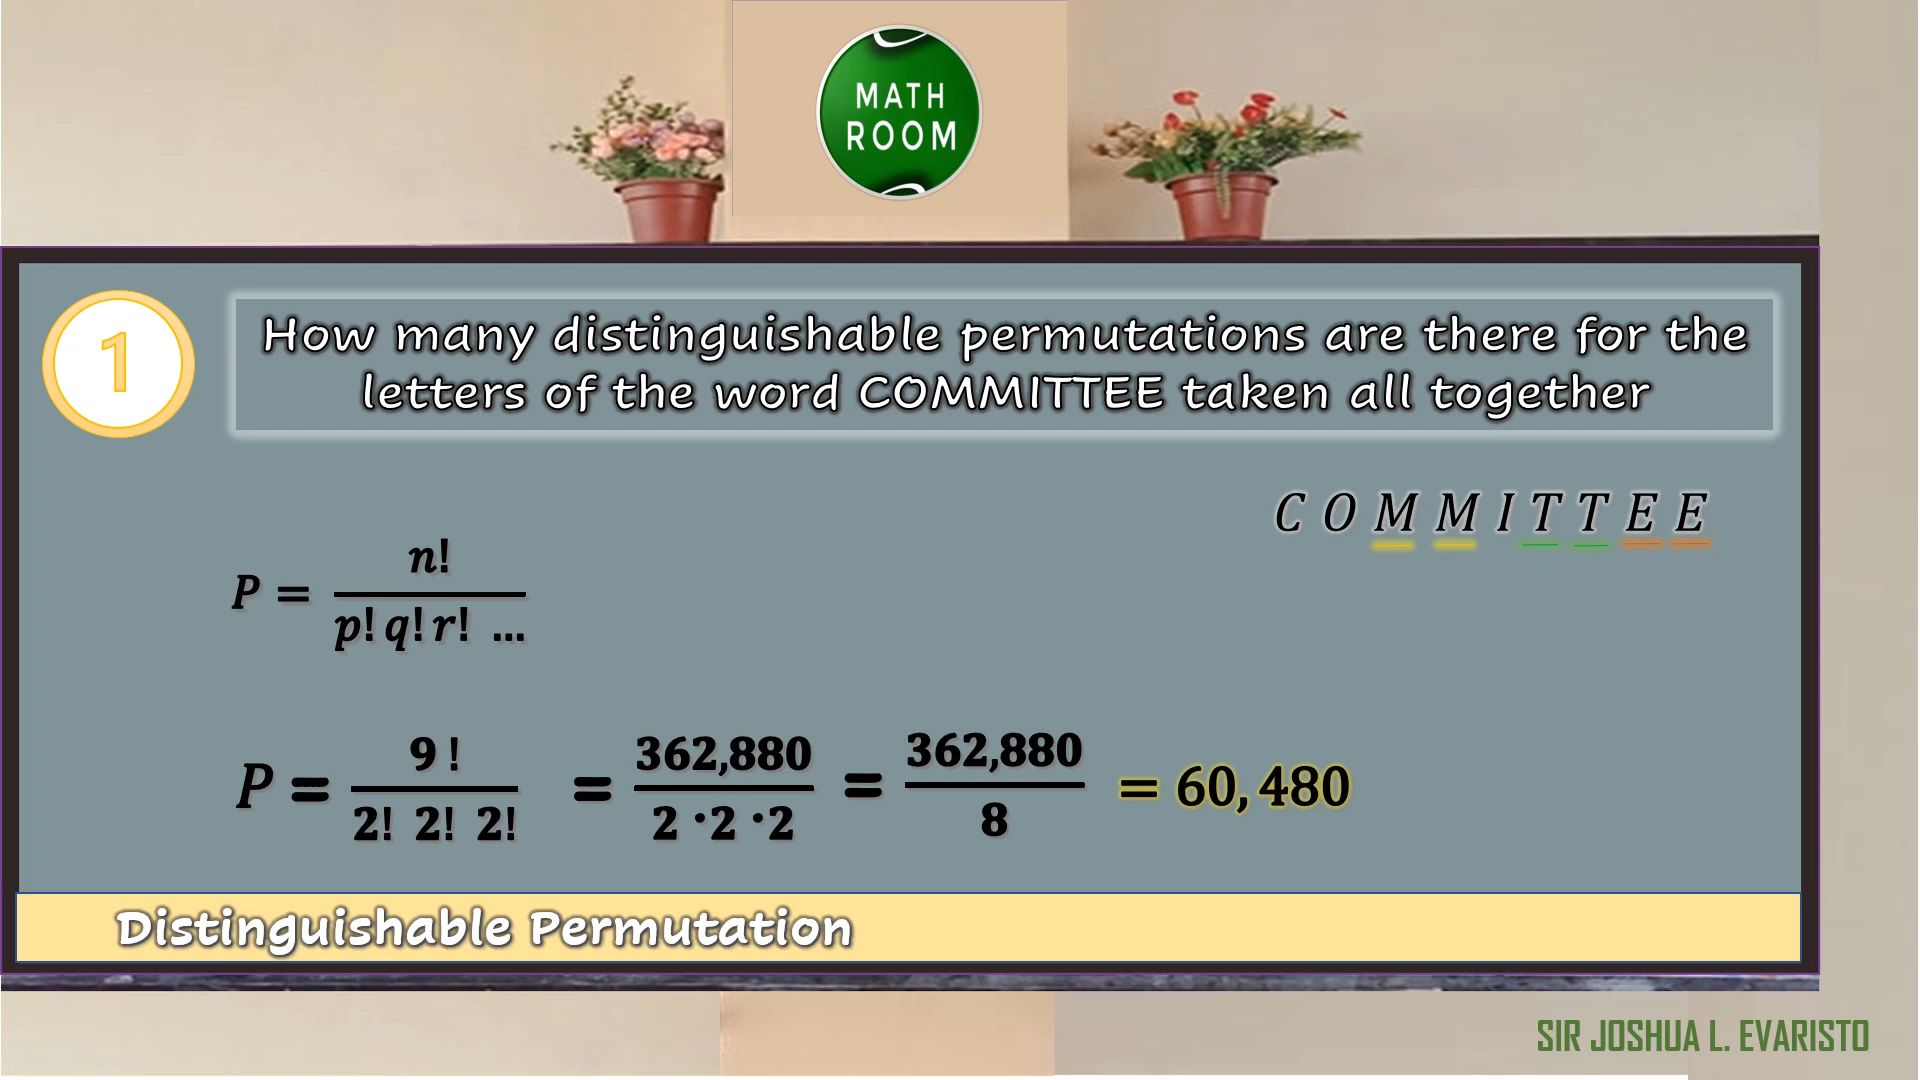 MATH
ROOM
1
How many distinguishable permutations are there for the
letters of the word COMMITTEE taken all together
C O M M I T T E E
P = n! / p! q! r! ...
P = 9 ! / 2! 2! 2! = 362,880 / 2 · 2 · 2 = 362,880 / 8 = 60, 480
Distinguishable Permutation
SIR JOSHUA L. EVARISTO